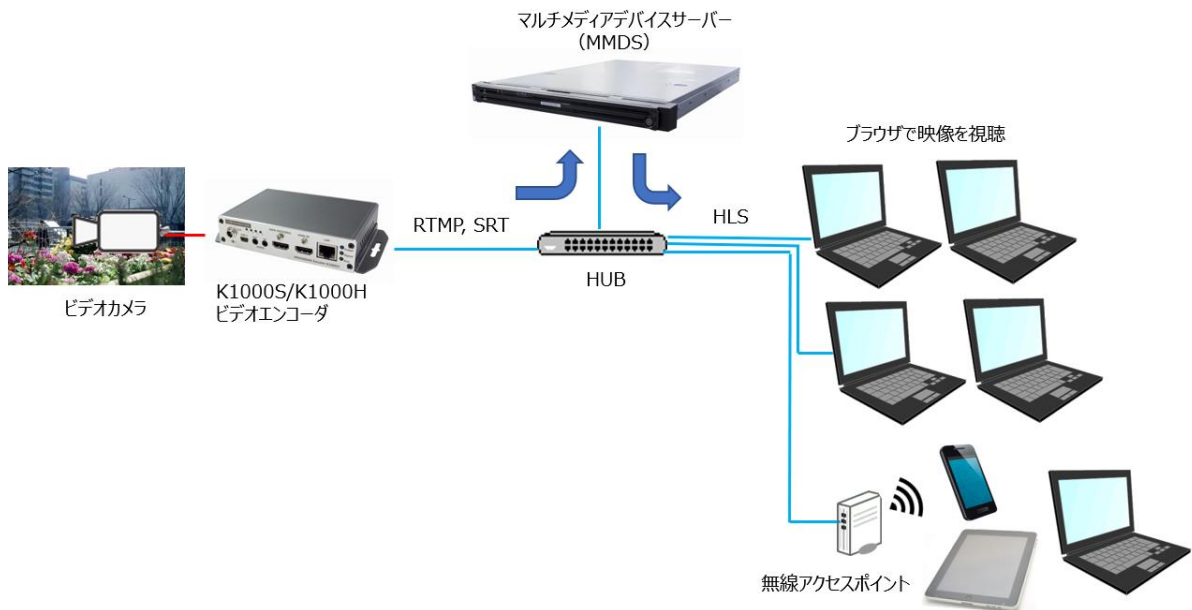 マルチメディアデバイスサーバー
（MMDS）
ブラウザで映像を視聴
RTMP, SRT
HLS
HUB
ビデオカメラ
K1000S/K1000H
ビデオエンコーダ
無線アクセスポイント